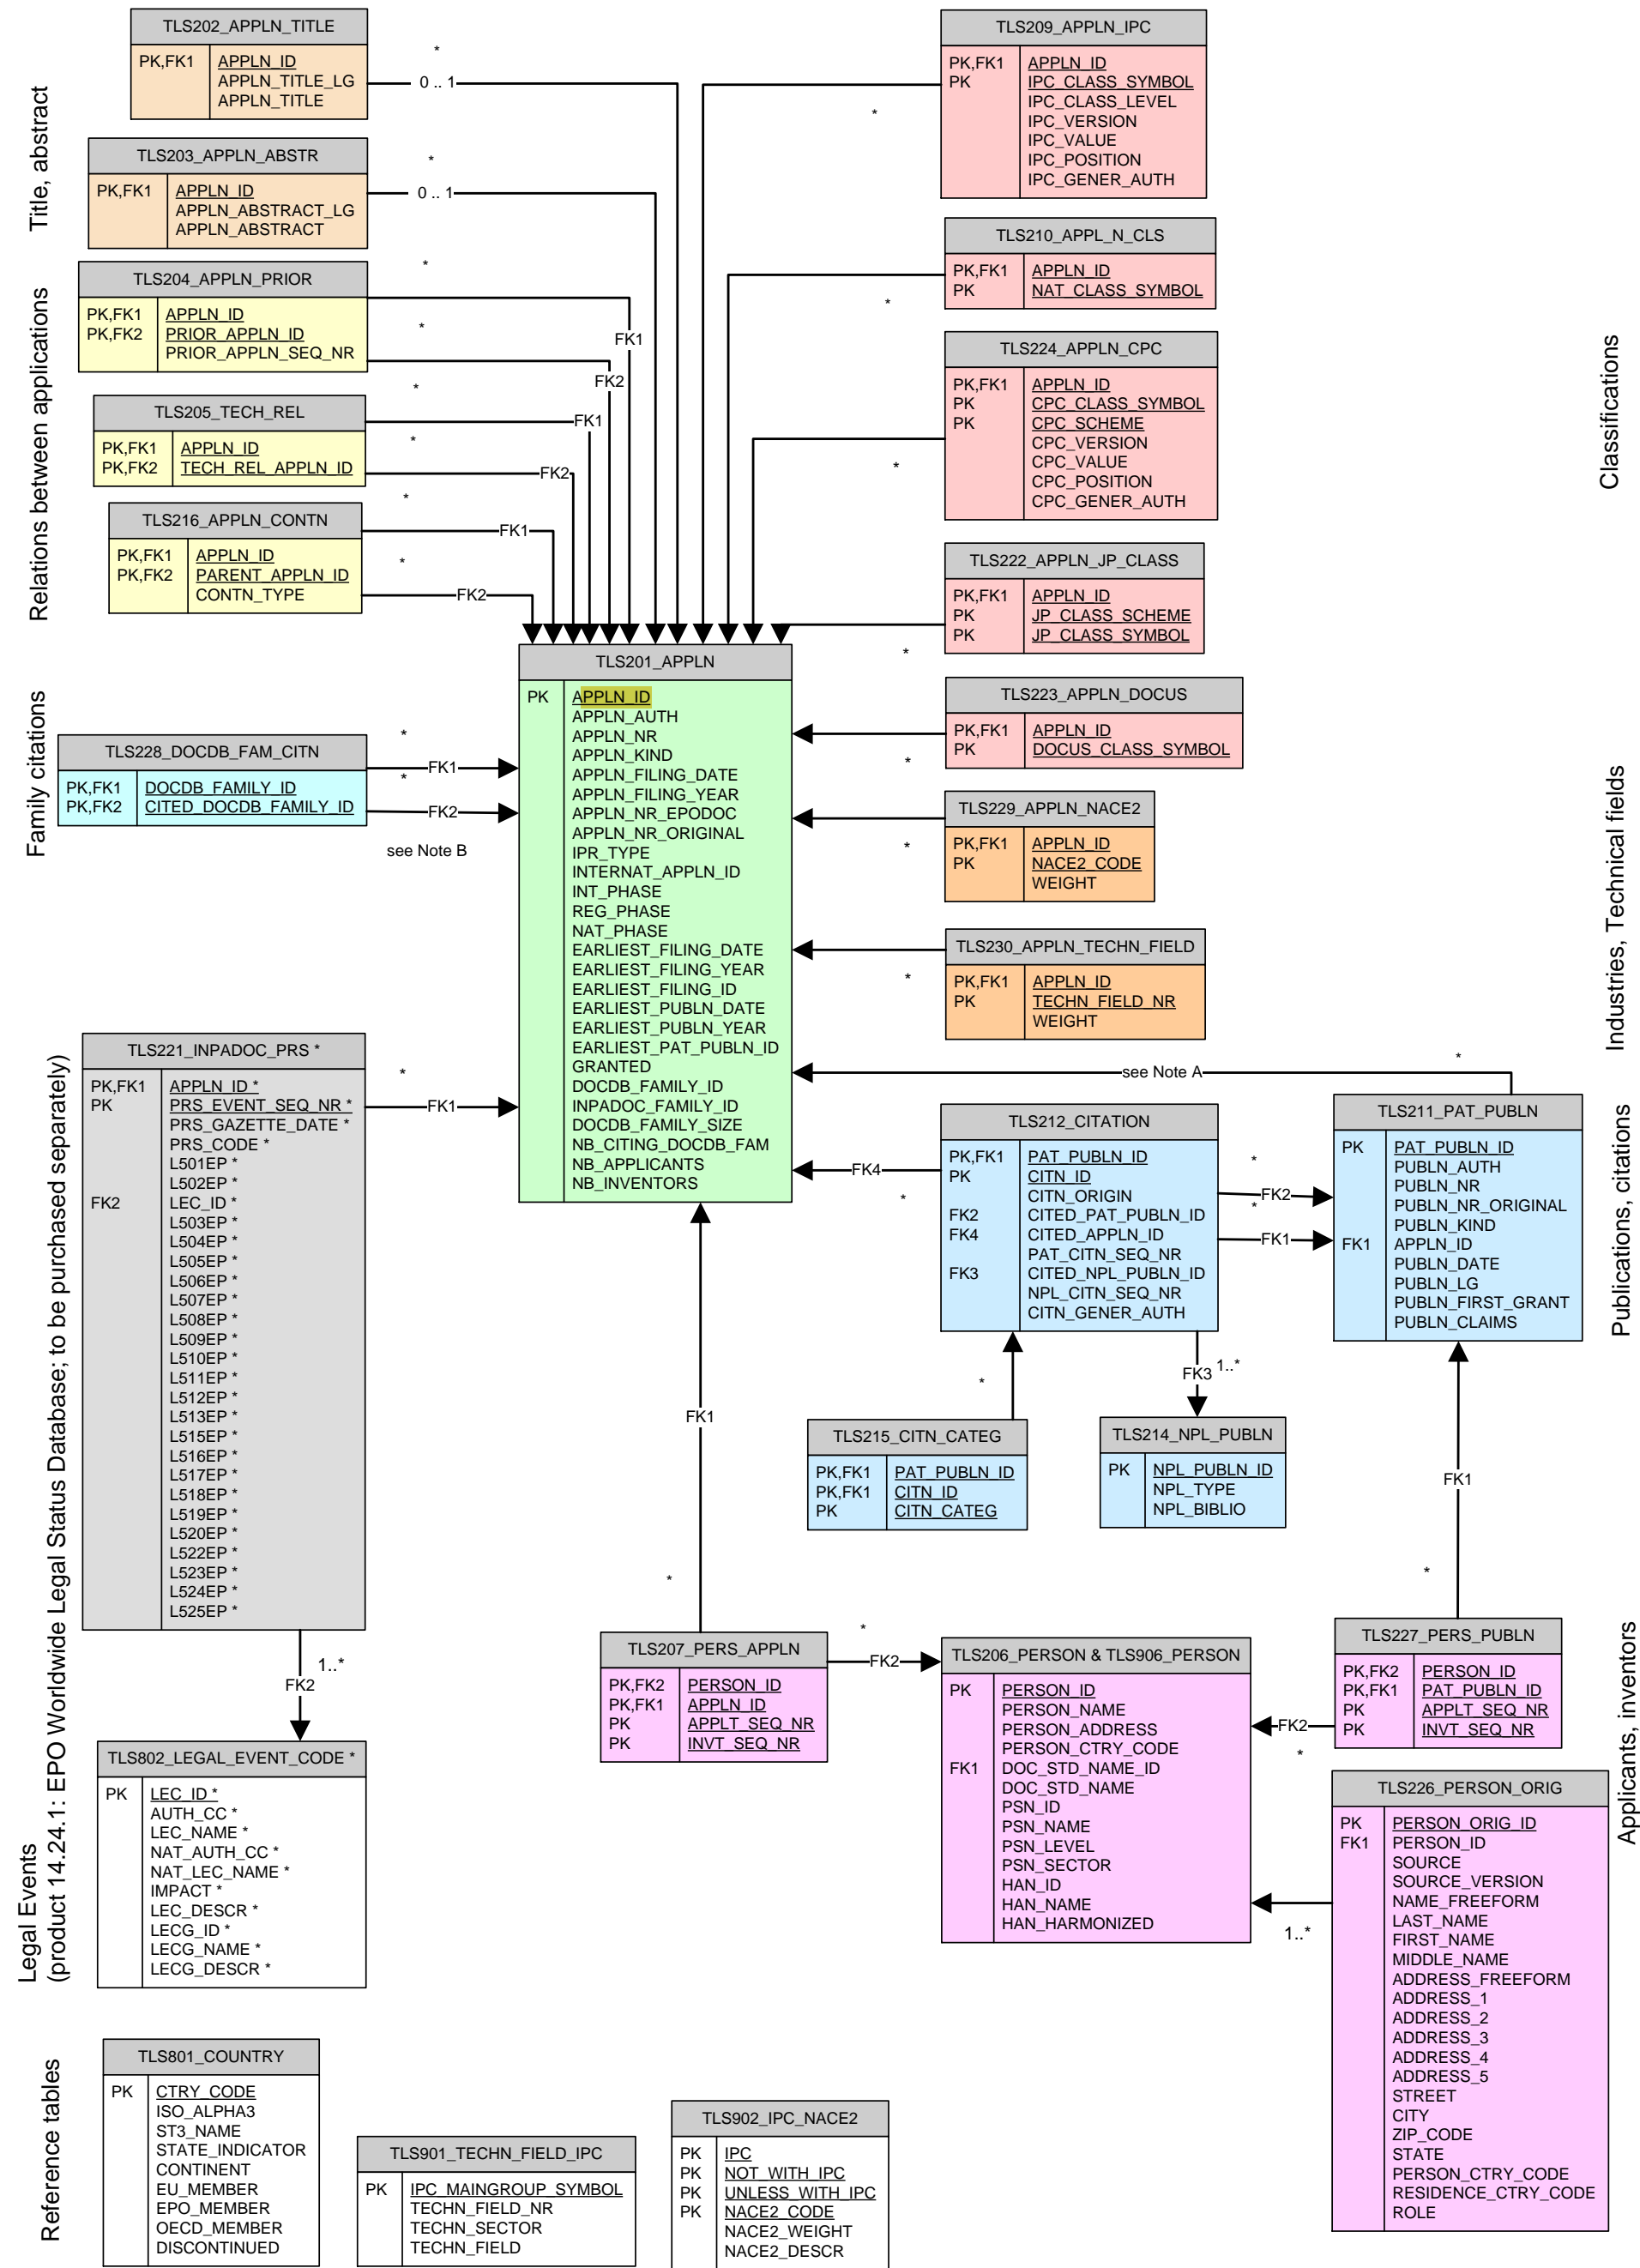 Title, abstract
TLS202_APPLN_TITLE
PK,FK1 APPLN_ID
APPLN_TITLE_LG
APPLN_TITLE
*
0 .. 1
TLS203_APPLN_ABSTR
PK,FK1 APPLN_ID
APPLN_ABSTRACT_LG
APPLN_ABSTRACT
*
0 .. 1
Relations between applications
TLS204_APPLN_PRIOR
PK,FK1 APPLN_ID
PK,FK2 PRIOR_APPLN_ID
PRIOR_APPLN_SEQ_NR
*
FK1
*
FK2
TLS205_TECH_REL
PK,FK1 APPLN_ID
PK,FK2 TECH_REL_APPLN_ID
*
FK1
*
FK2
TLS216_APPLN_CONTN
PK,FK1 APPLN_ID
PK,FK2 PARENT_APPLN_ID
CONTN_TYPE
*
FK1
*
FK2
Classifications
TLS209_APPLN_IPC
PK,FK1 APPLN_ID
PK IPC_CLASS_SYMBOL
IPC_CLASS_LEVEL
IPC_VERSION
IPC_VALUE
IPC_POSITION
IPC_GENER_AUTH
*
TLS210_APPL_N_CLS
PK,FK1 APPLN_ID
PK NAT_CLASS_SYMBOL
*
TLS224_APPLN_CPC
PK,FK1 APPLN_ID
PK CPC_CLASS_SYMBOL
PK CPC_SCHEME
CPC_VERSION
CPC_VALUE
CPC_POSITION
CPC_GENER_AUTH
*
TLS222_APPLN_JP_CLASS
PK,FK1 APPLN_ID
PK JP_CLASS_SCHEME
PK JP_CLASS_SYMBOL
*
TLS223_APPLN_DOCUS
PK,FK1 APPLN_ID
PK DOCUS_CLASS_SYMBOL
*
Family citations
TLS228_DOCDB_FAM_CITN
PK,FK1 DOCDB_FAMILY_ID
PK,FK2 CITED_DOCDB_FAMILY_ID
*
FK1
*
FK2
see Note B
TLS201_APPLN
PK APPLN_ID
APPLN_AUTH
APPLN_NR
APPLN_KIND
APPLN_FILING_DATE
APPLN_FILING_YEAR
APPLN_NR_EPODOC
APPLN_NR_ORIGINAL
IPR_TYPE
INTERNAT_APPLN_ID
INT_PHASE
REG_PHASE
NAT_PHASE
EARLIEST_FILING_DATE
EARLIEST_FILING_YEAR
EARLIEST_FILING_ID
EARLIEST_PUBLN_DATE
EARLIEST_PUBLN_YEAR
EARLIEST_PAT_PUBLN_ID
GRANTED
DOCDB_FAMILY_ID
INPADOC_FAMILY_ID
DOCDB_FAMILY_SIZE
NB_CITING_DOCDB_FAM
NB_APPLICANTS
NB_INVENTORS
Industries, Technical fields
TLS229_APPLN_NACE2
PK,FK1 APPLN_ID
PK NACE2_CODE
WEIGHT
*
TLS230_APPLN_TECHN_FIELD
PK,FK1 APPLN_ID
PK TECHN_FIELD_NR
WEIGHT
*
Legal Events
(product 14.24.1: EPO Worldwide Legal Status Database; to be purchased separately)
TLS221_INPADOC_PRS *
PK,FK1 APPLN_ID *
PK PRS_EVENT_SEQ_NR *
PRS_GAZETTE_DATE *
PRS_CODE *
L501EP *
L502EP *
FK2 LEC_ID *
L503EP *
L504EP *
L505EP *
L506EP *
L507EP *
L508EP *
L509EP *
L510EP *
L511EP *
L512EP *
L513EP *
L515EP *
L516EP *
L517EP *
L518EP *
L519EP *
L520EP *
L522EP *
L523EP *
L524EP *
L525EP *
*
FK1
1..*
FK2
TLS802_LEGAL_EVENT_CODE *
PK LEC_ID *
AUTH_CC *
LEC_NAME *
NAT_AUTH_CC *
NAT_LEC_NAME *
IMPACT *
LEC_DESCR *
LECG_ID *
LECG_NAME *
LECG_DESCR *
Publications, citations
see Note A
*
TLS212_CITATION
PK,FK1 PAT_PUBLN_ID
PK CITN_ID
CITN_ORIGIN
FK2 CITED_PAT_PUBLN_ID
FK4 CITED_APPLN_ID
PAT_CITN_SEQ_NR
FK3 CITED_NPL_PUBLN_ID
NPL_CITN_SEQ_NR
CITN_GENER_AUTH
FK4
*
*
FK2
*
FK1
TLS211_PAT_PUBLN
PK PAT_PUBLN_ID
PUBLN_AUTH
PUBLN_NR
PUBLN_NR_ORIGINAL
PUBLN_KIND
FK1 APPLN_ID
PUBLN_DATE
PUBLN_LG
PUBLN_FIRST_GRANT
PUBLN_CLAIMS
*
FK3
1..*
TLS215_CITN_CATEG
PK,FK1 PAT_PUBLN_ID
PK,FK1 CITN_ID
PK CITN_CATEG
TLS214_NPL_PUBLN
PK NPL_PUBLN_ID
NPL_TYPE
NPL_BIBLIO
FK1
*
FK1
*
Applicants, inventors
TLS207_PERS_APPLN
PK,FK2 PERSON_ID
PK,FK1 APPLN_ID
PK APPLT_SEQ_NR
PK INVT_SEQ_NR
*
FK2
TLS206_PERSON & TLS906_PERSON
PK PERSON_ID
PERSON_NAME
PERSON_ADDRESS
PERSON_CTRY_CODE
FK1 DOC_STD_NAME_ID
DOC_STD_NAME
PSN_ID
PSN_NAME
PSN_LEVEL
PSN_SECTOR
HAN_ID
HAN_NAME
HAN_HARMONIZED
TLS227_PERS_PUBLN
PK,FK2 PERSON_ID
PK,FK1 PAT_PUBLN_ID
PK APPLT_SEQ_NR
PK INVT_SEQ_NR
FK2
*
TLS226_PERSON_ORIG
PK PERSON_ORIG_ID
FK1 PERSON_ID
SOURCE
SOURCE_VERSION
NAME_FREEFORM
LAST_NAME
FIRST_NAME
MIDDLE_NAME
ADDRESS_FREEFORM
ADDRESS_1
ADDRESS_2
ADDRESS_3
ADDRESS_4
ADDRESS_5
STREET
CITY
ZIP_CODE
STATE
PERSON_CTRY_CODE
RESIDENCE_CTRY_CODE
ROLE
1..*
Reference tables
TLS801_COUNTRY
PK CTRY_CODE
ISO_ALPHA3
ST3_NAME
STATE_INDICATOR
CONTINENT
EU_MEMBER
EPO_MEMBER
OECD_MEMBER
DISCONTINUED
TLS901_TECHN_FIELD_IPC
PK IPC_MAINGROUP_SYMBOL
TECHN_FIELD_NR
TECHN_SECTOR
TECHN_FIELD
TLS902_IPC_NACE2
PK IPC
PK NOT_WITH_IPC
PK UNLESS_WITH_IPC
PK NACE2_CODE
NACE2_WEIGHT
NACE2_DESCR